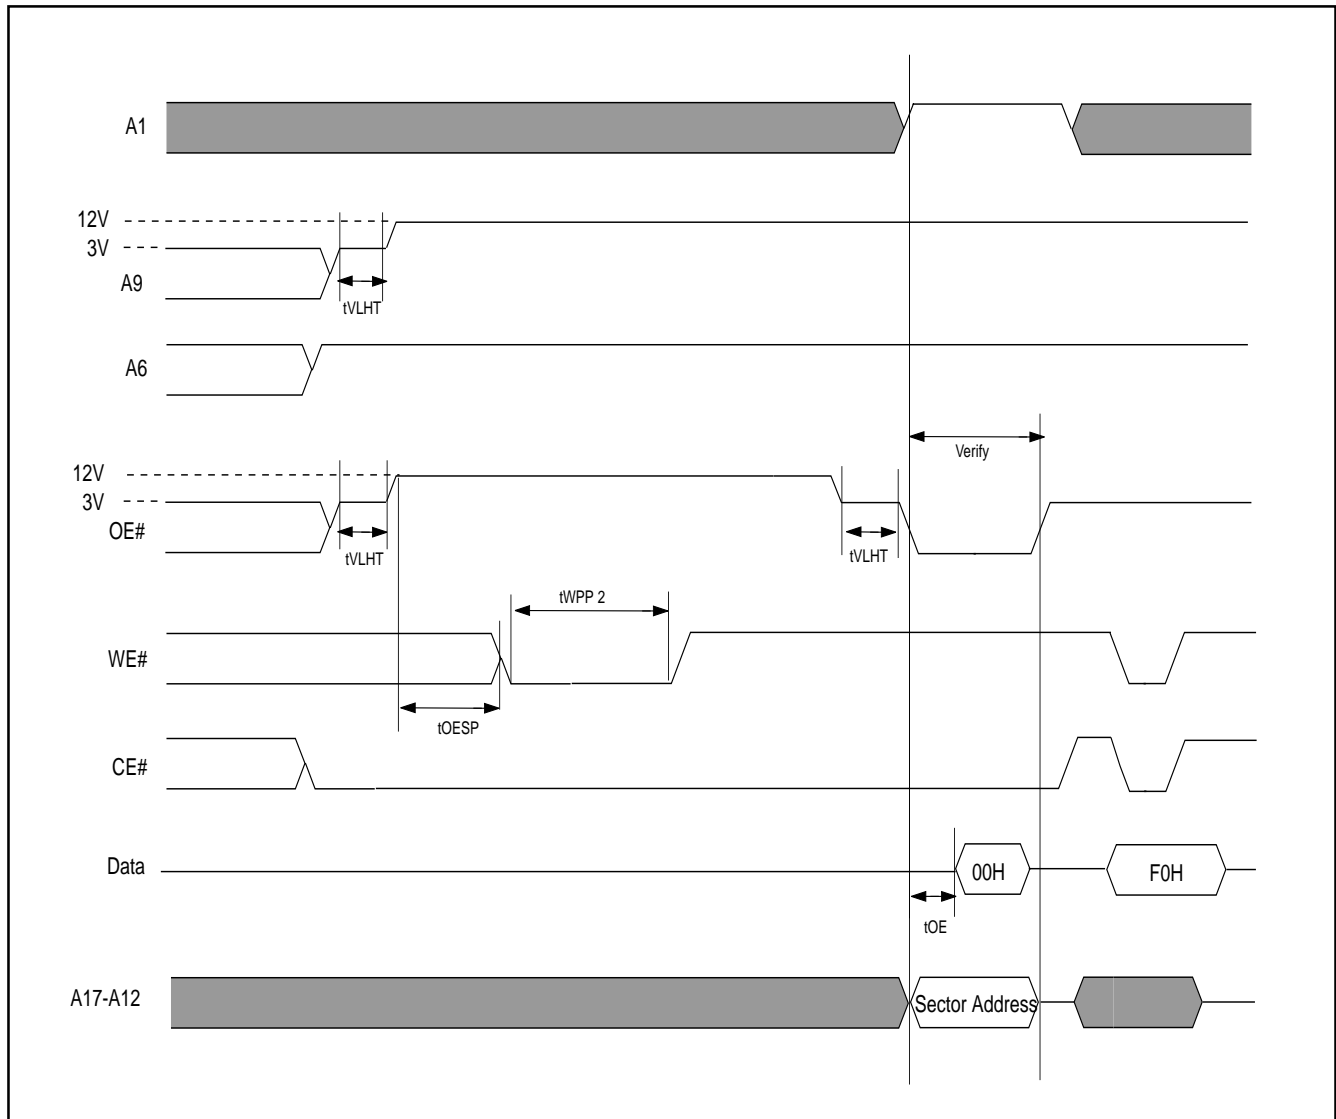 A1
12V
3V
A9
tVLHT
A6
Verify
12V
3V
OE#
tVLHT
tVLHT
tWPP 2
WE#
tOESP
CE#
Data
00H
F0H
tOE
A17-A12
Sector Address